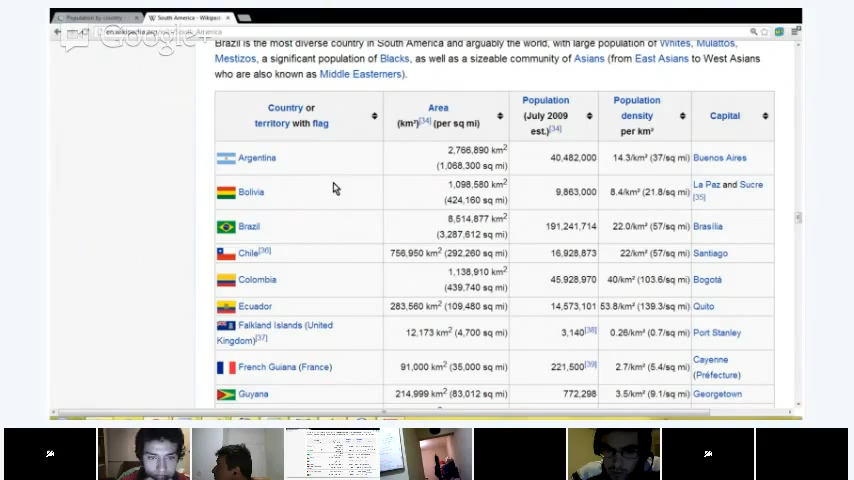 Population by country
South America - Wikipedi
en.wikipedia.org
Google+
Brazil is the most diverse country in South America and arguably the world, with large population of Whites, Mulattos,
Mestizos, a significant population of Blacks, as well as a sizeable community of Asians (from East Asians to West Asians
who are also known as Middle Easterners).
Country or territory with flag
Area (km²)[34] (per sq mi)
Population (July 2009 est.)[34]
Population density per km²
Capital
Argentina 2,766,890 km² (1,068,300 sq mi) 40,482,000 14.3/km² (37/sq mi) Buenos Aires
Bolivia 1,098,580 km² (424,160 sq mi) 9,863,000 8.4/km² (21.8/sq mi) La Paz and Sucre [35]
Brazil 8,514,877 km² (3,287,612 sq mi) 191,241,714 22.0/km² (57/sq mi) Brasília
Chile[36] 756,950 km² (292,260 sq mi) 16,928,873 22/km² (57/sq mi) Santiago
Colombia 1,138,910 km² (439,740 sq mi) 45,928,970 40/km² (103.6/sq mi) Bogotá
Ecuador 283,560 km² (109,480 sq mi) 14,573,101 53.8/km² (139.3/sq mi) Quito
Falkland Islands (United Kingdom)[37] 12,173 km² (4,700 sq mi) 3,140[38] 0.26/km² (0.7/sq mi) Port Stanley
French Guiana (France) 91,000 km² (35,000 sq mi) 221,500[39] 2.7/km² (5.4/sq mi) Cayenne (Préfecture)
Guyana 214,999 km² (83,012 sq mi) 772,298 3.5/km² (9.1/sq mi) Georgetown